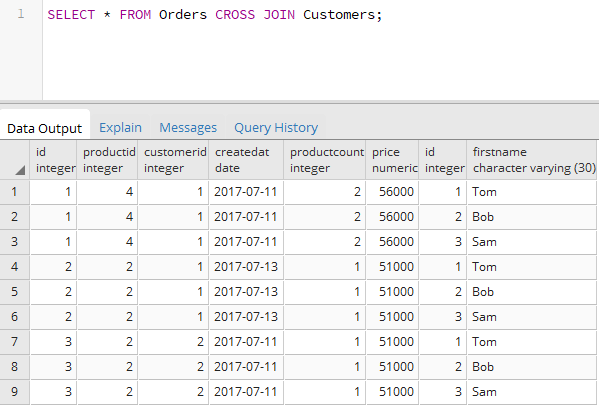 1 SELECT * FROM Orders CROSS JOIN Customers;
Data Output Explain Messages Query History
id productid customerid createdat productcount price id firstname
integer integer integer date integer numeric integer character varying (30)
1 1 4 1 2017-07-11 2 56000 1 Tom
2 1 4 1 2017-07-11 2 56000 2 Bob
3 1 4 1 2017-07-11 2 56000 3 Sam
4 2 2 1 2017-07-13 1 51000 1 Tom
5 2 2 1 2017-07-13 1 51000 2 Bob
6 2 2 1 2017-07-13 1 51000 3 Sam
7 3 2 2 2017-07-11 1 51000 1 Tom
8 3 2 2 2017-07-11 1 51000 2 Bob
9 3 2 2 2017-07-11 1 51000 3 Sam